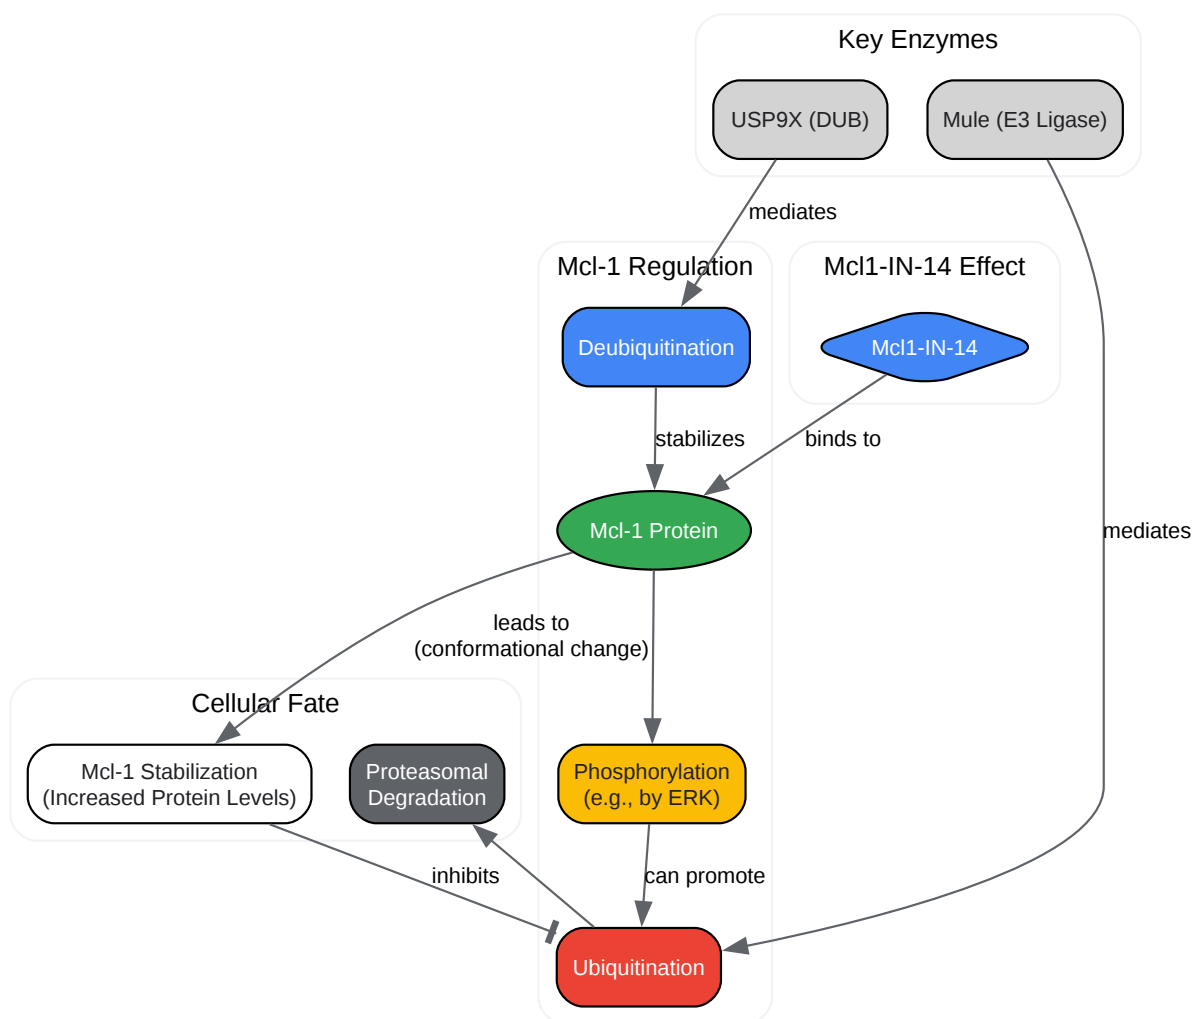 Key Enzymes
USP9X (DUB)
Mule (E3 Ligase)
mediates
Mcl-1 Regulation
Mcl1-IN-14 Effect
Deubiquitination
Mcl1-IN-14
stabilizes
binds to
Mcl-1 Protein
mediates
leads to
(conformational change)
Cellular Fate
Mcl-1 Stabilization
(Increased Protein Levels)
Proteasomal
Degradation
Phosphorylation
(e.g., by ERK)
inhibits
can promote
Ubiquitination